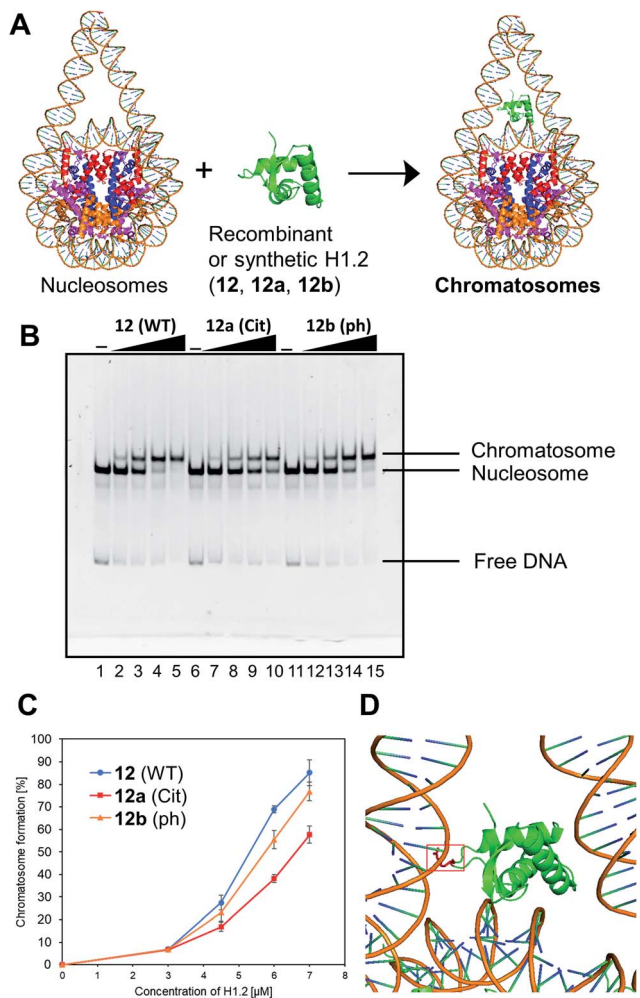 A
+
Nucleosomes
Recombinant
or synthetic H1.2
(12, 12a, 12b)
Chromatosomes
B
12 (WT) 12a (Cit) 12b (ph)
– – –
Chromatosome
Nucleosome
Free DNA
1 2 3 4 5 6 7 8 9 10 11 12 13 14 15
C
Chromatosome formation [%]
100
90
80
70
60
50
40
30
20
10
0
12 (WT)
12a (Cit)
12b (ph)
0 1 2 3 4 5 6 7 8
Concentration of H1.2 [µM]
D